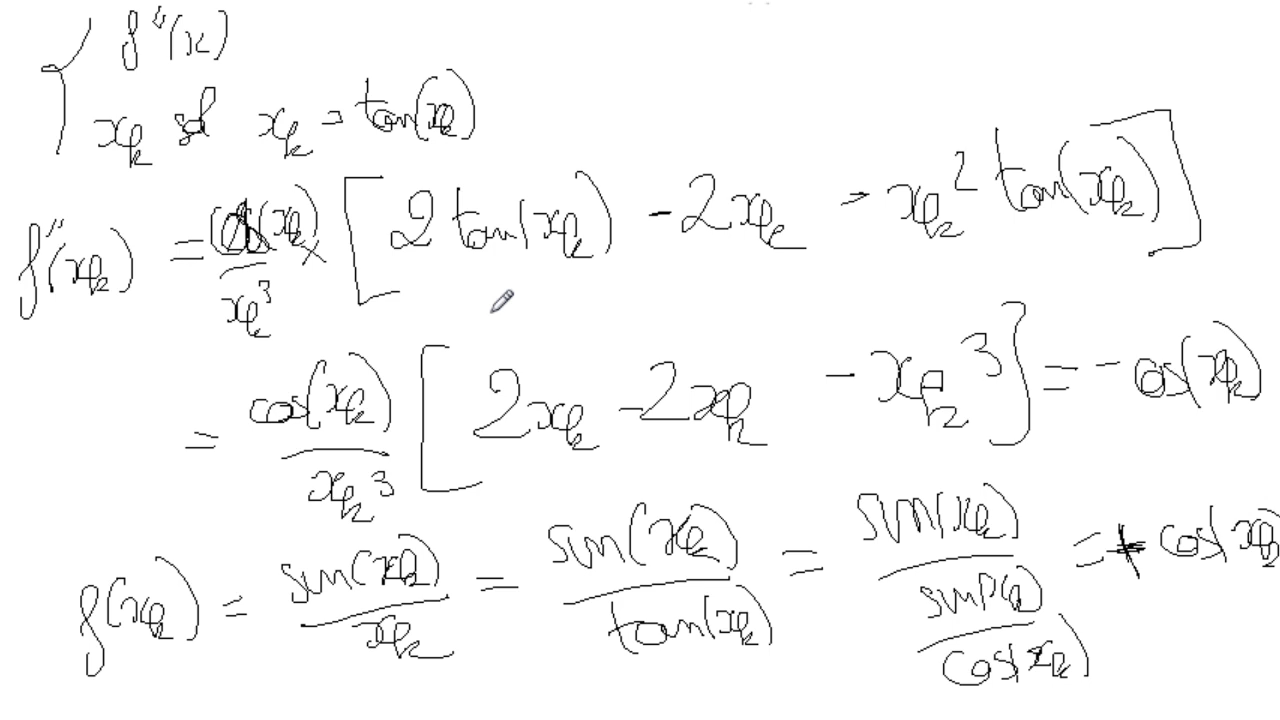 { f''(x)
x_k st x_k = tan(x_k)
f''(x_k) = cos(x_k)/x_k^3 × [2 tan(x_k) - 2x_k - x_k^2 tan(x_k)]
= cos(x_k)/x_k^3 [2x_k - 2x_k - x_k^3] = - cos(x_k)
f(x_k) = sin(x_k)/x_k = sin(x_k)/tan(x_k) = sin(x_k)/(sin(x_k)/cos(x_k)) = + cos(x_k)